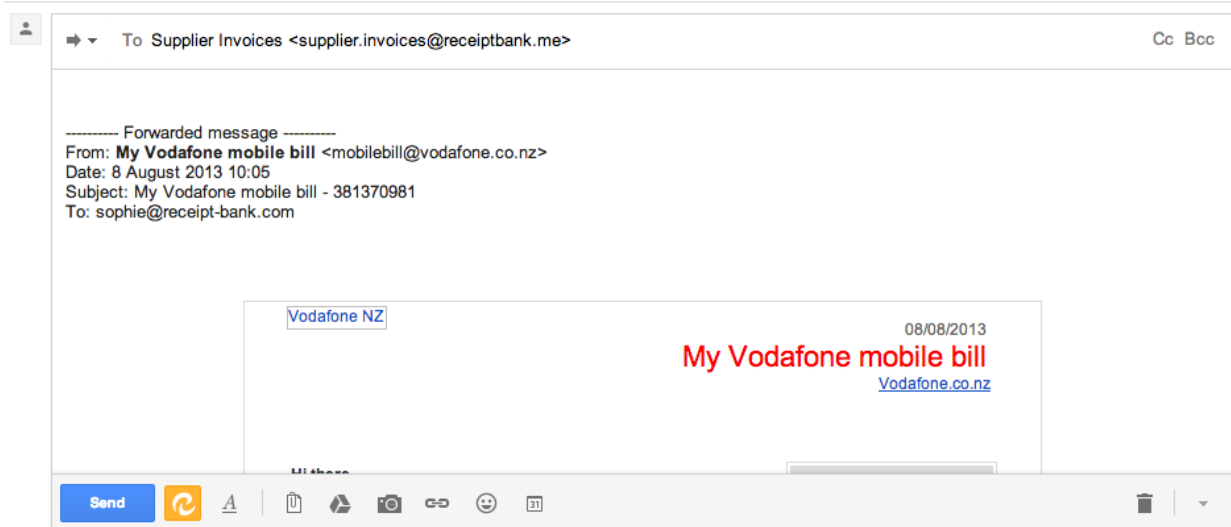 To Supplier Invoices <supplier.invoices@receiptbank.me> Cc Bcc
---------- Forwarded message ----------
From: My Vodafone mobile bill <mobilebill@vodafone.co.nz>
Date: 8 August 2013 10:05
Subject: My Vodafone mobile bill - 381370981
To: sophie@receipt-bank.com
Vodafone NZ
08/08/2013
My Vodafone mobile bill
Vodafone.co.nz
Hi there
Send A 31